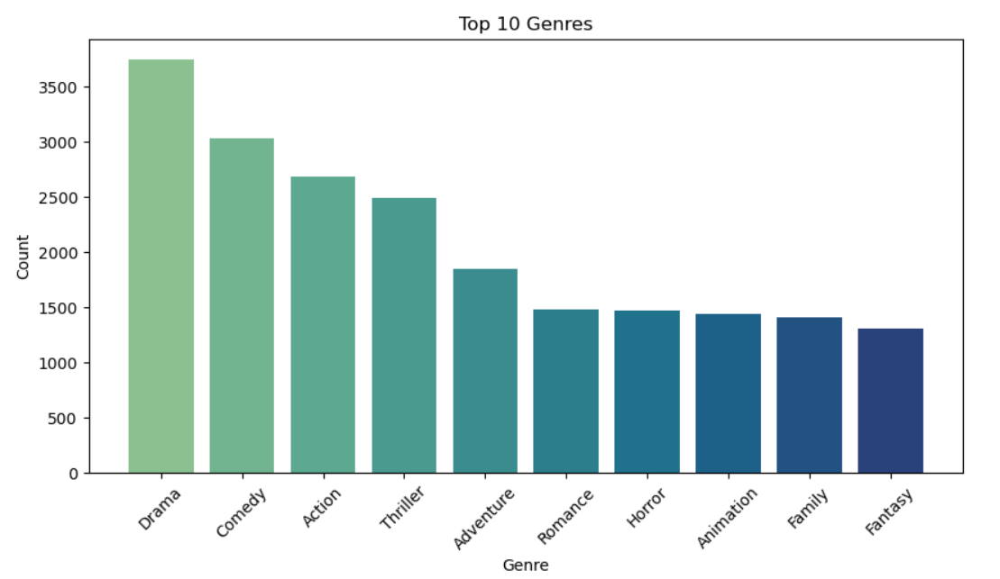 Top 10 Genres
3500
3000
2500
2000
1500
1000
500
0
Count
Drama
Comedy
Action
Thriller
Adventure
Romance
Horror
Animation
Family
Fantasy
Genre